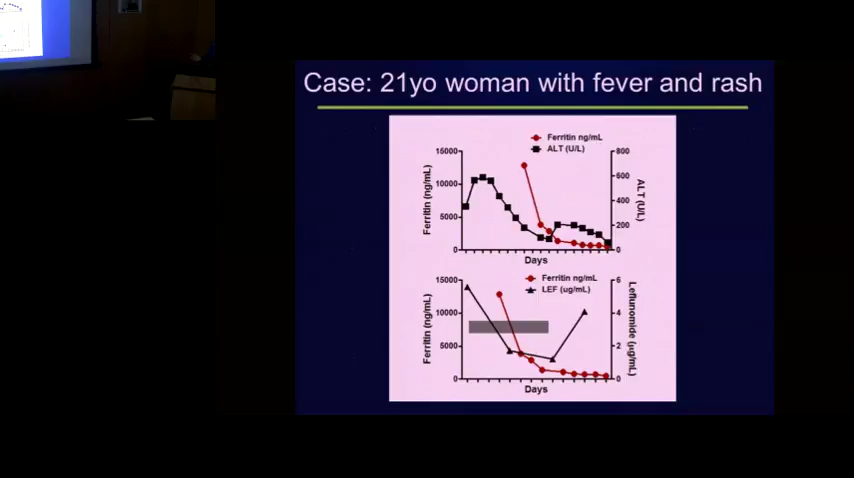 Case: 21yo woman with fever and rash
Ferritin ng/mL
ALT (U/L)
15000
10000
5000
0
Ferritin (ng/mL)
800
600
400
200
0
ALT (U/L)
Days
Ferritin ng/mL
LEF (ug/mL)
15000
10000
5000
0
Ferritin (ng/mL)
6
4
2
0
Leflunomide (µg/mL)
Days